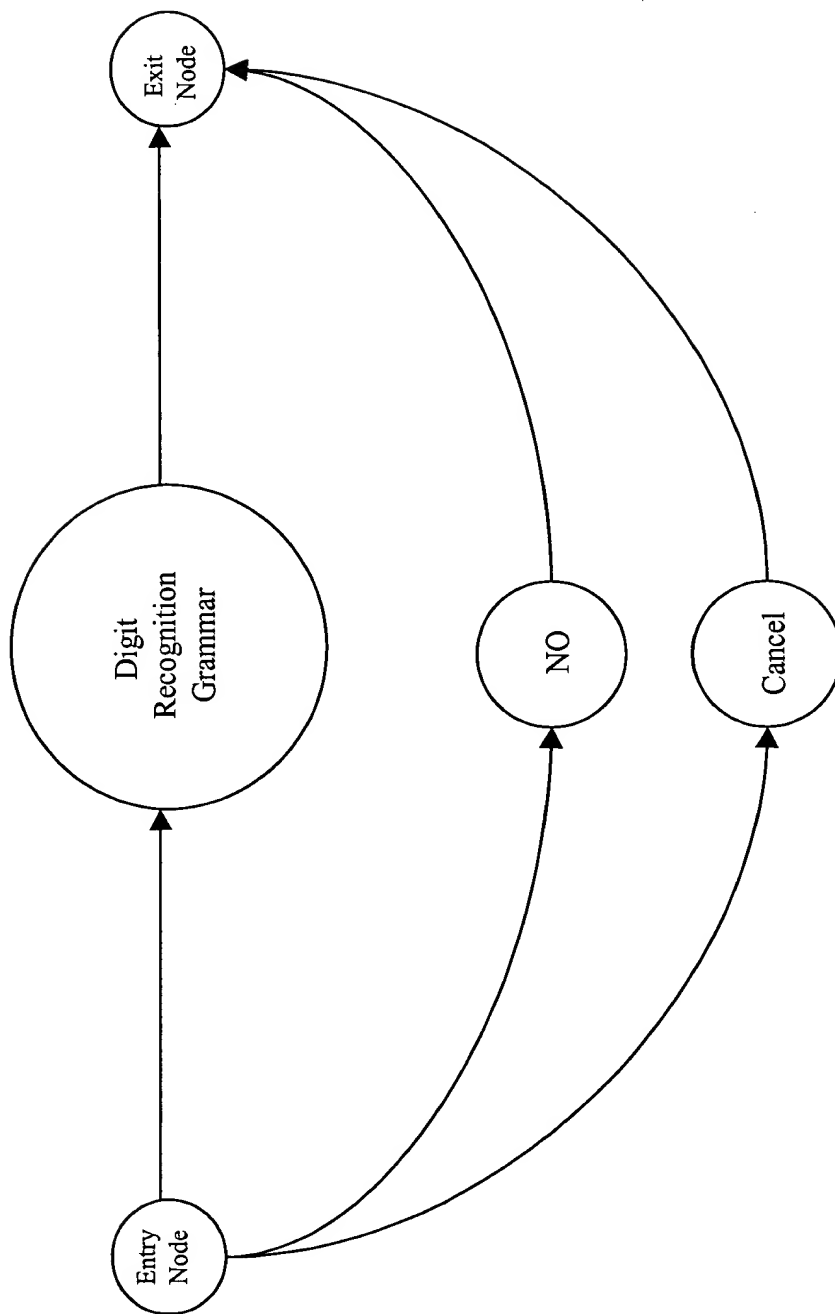 Entry
Node
Digit
Recognition
Grammar
NO
Cancel
Exit
Node